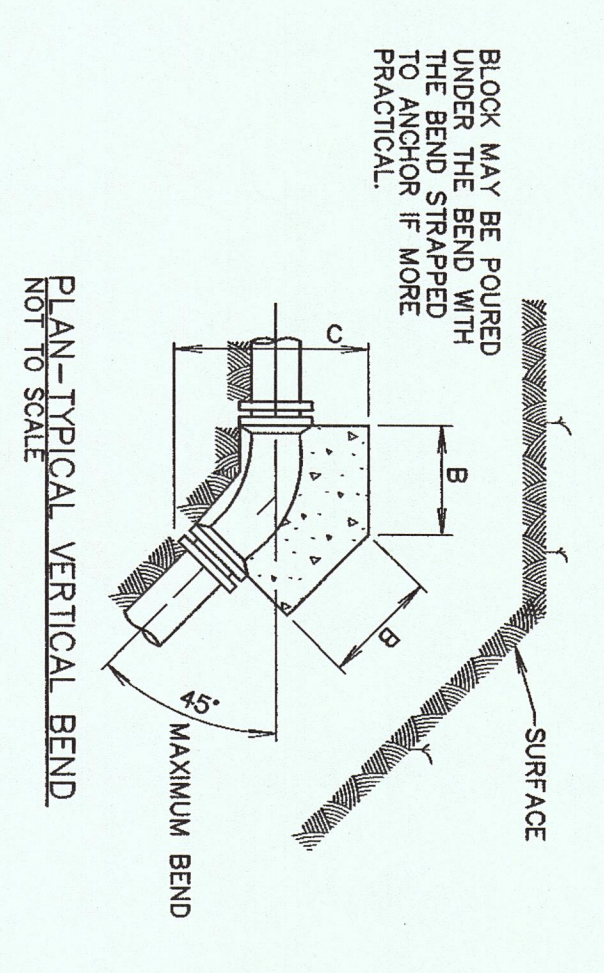 BLOCK MAY BE POURED
UNDER THE BEND WITH
THE BEND STRAPPED
TO ANCHOR IF MORE
PRACTICAL.
SURFACE
B
B
C
45°
MAXIMUM BEND
PLAN-TYPICAL VERTICAL BEND
NOT TO SCALE